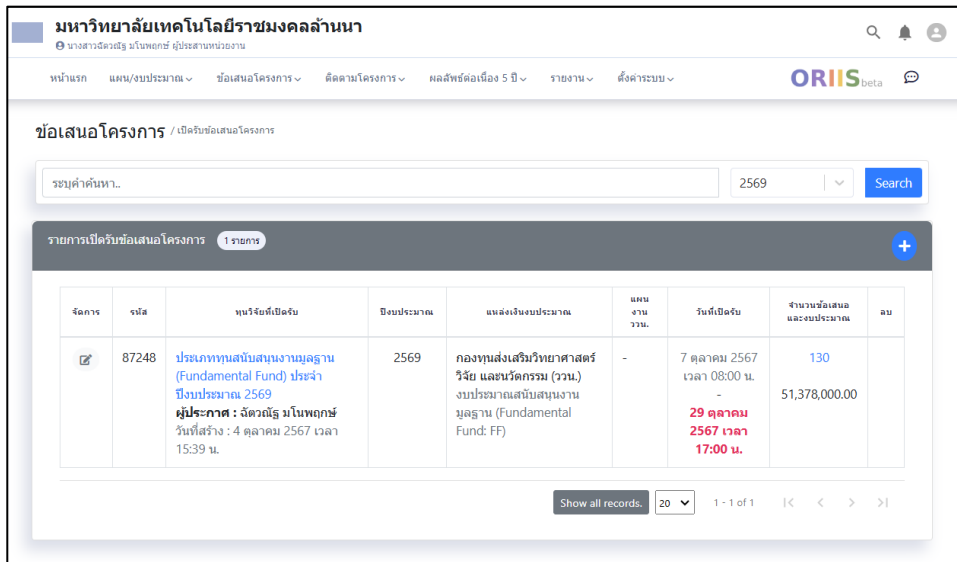 มหาวิทยาลัยเทคโนโลยีราชมงคลล้านนา
นางสาวฉัตวณัฐ มโนพฤกษ์ ผู้ประสานหน่วยงาน
หน้าแรก แผน/งบประมาณ ข้อเสนอโครงการ ติดตามโครงการ ผลลัพธ์ต่อเนื่อง 5 ปี รายงาน ตั้งค่าระบบ ORIIS beta
ข้อเสนอโครงการ / เปิดรับข้อเสนอโครงการ
ระบุคำค้นหา.. 2569 Search
รายการเปิดรับข้อเสนอโครงการ 1 รายการ
จัดการ รหัส ทุนวิจัยที่เปิดรับ ปีงบประมาณ แหล่งเงินงบประมาณ แผน งาน ววน. วันที่เปิดรับ จำนวนข้อเสนอ และงบประมาณ ลบ
87248 ประเภททุนสนับสนุนงานมูลฐาน 2569 กองทุนส่งเสริมวิทยาศาสตร์ - 7 ตุลาคม 2567 130
(Fundamental Fund) ประจำ วิจัย และนวัตกรรม (ววน.) เวลา 08:00 น.
ปีงบประมาณ 2569 งบประมาณสนับสนุนงาน - 51,378,000.00
ผู้ประกาศ : ฉัตวณัฐ มโนพฤกษ์ มูลฐาน (Fundamental 29 ตุลาคม
วันที่สร้าง : 4 ตุลาคม 2567 เวลา Fund: FF) 2567 เวลา
15:39 น. 17:00 น.
Show all records. 20 1 - 1 of 1